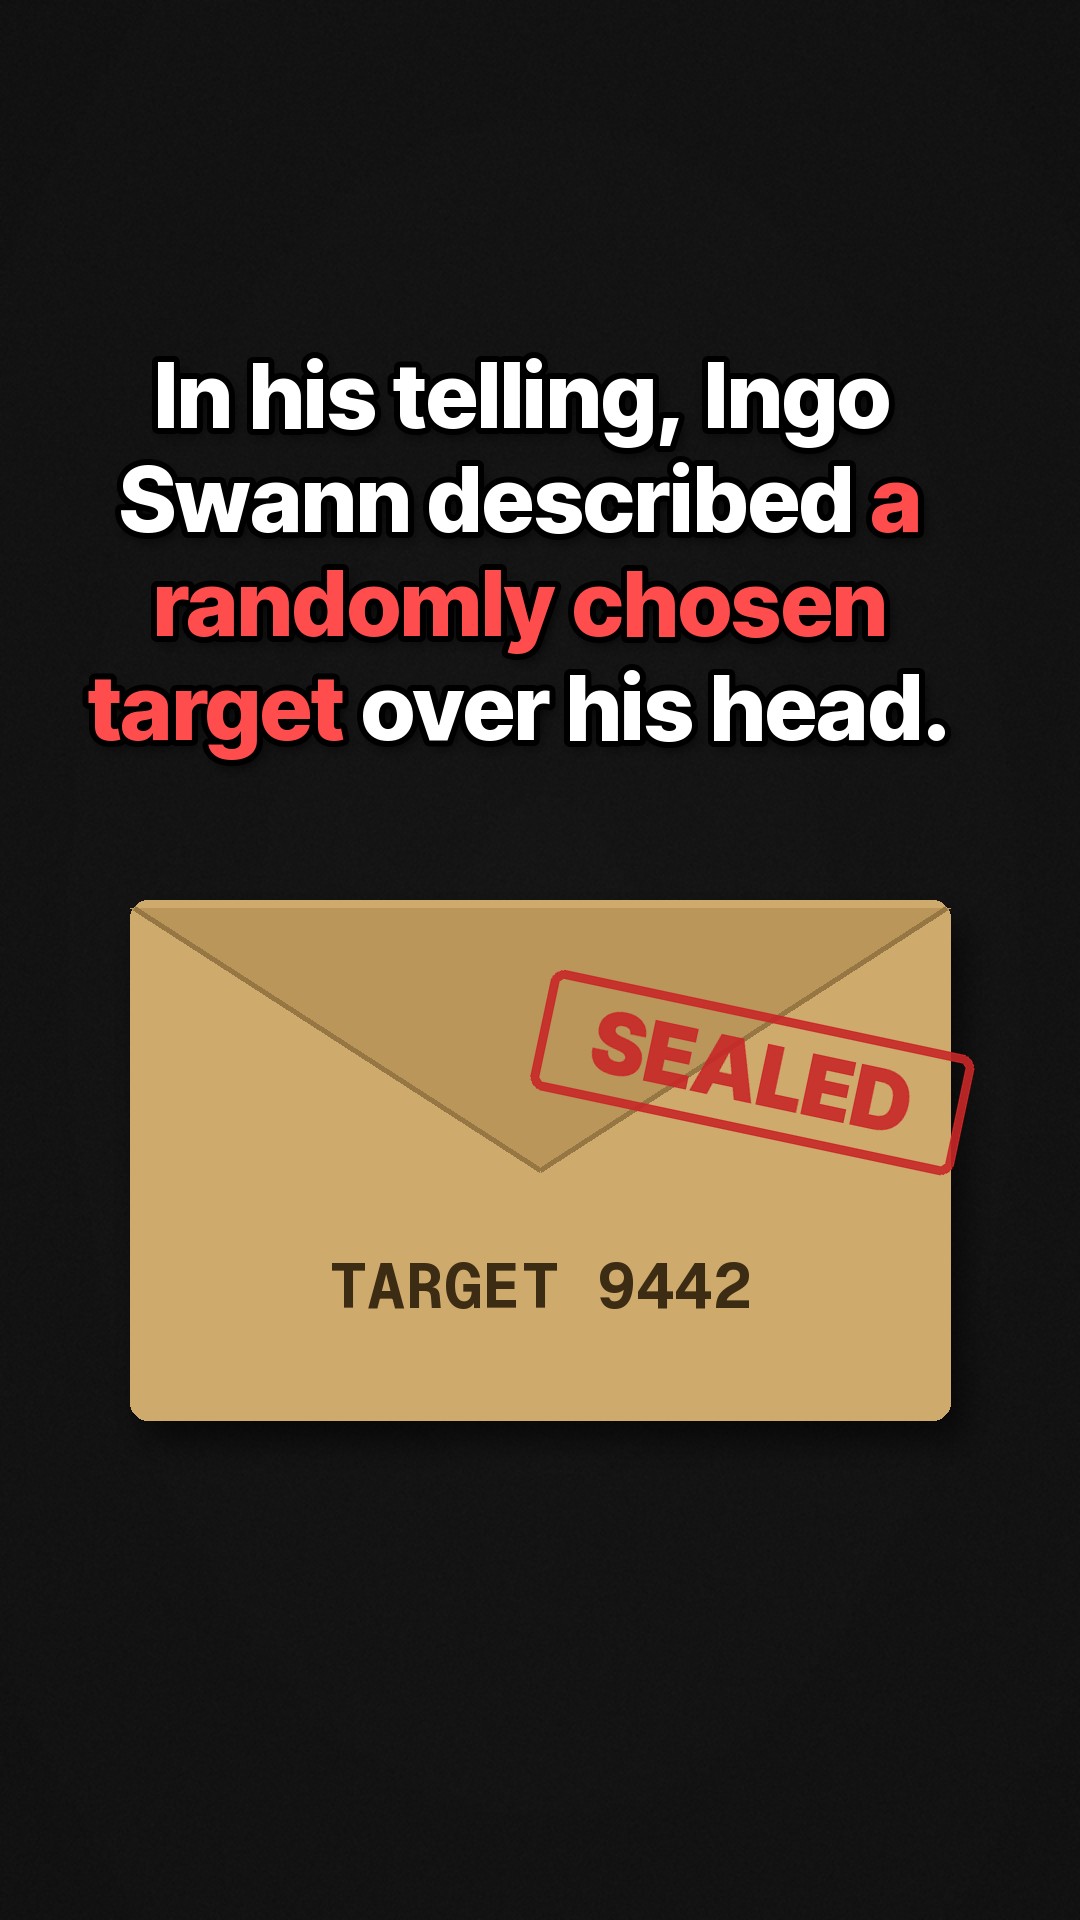 In his telling, Ingo
Swann described a
randomly chosen
target over his head.
SEALED
TARGET 9442